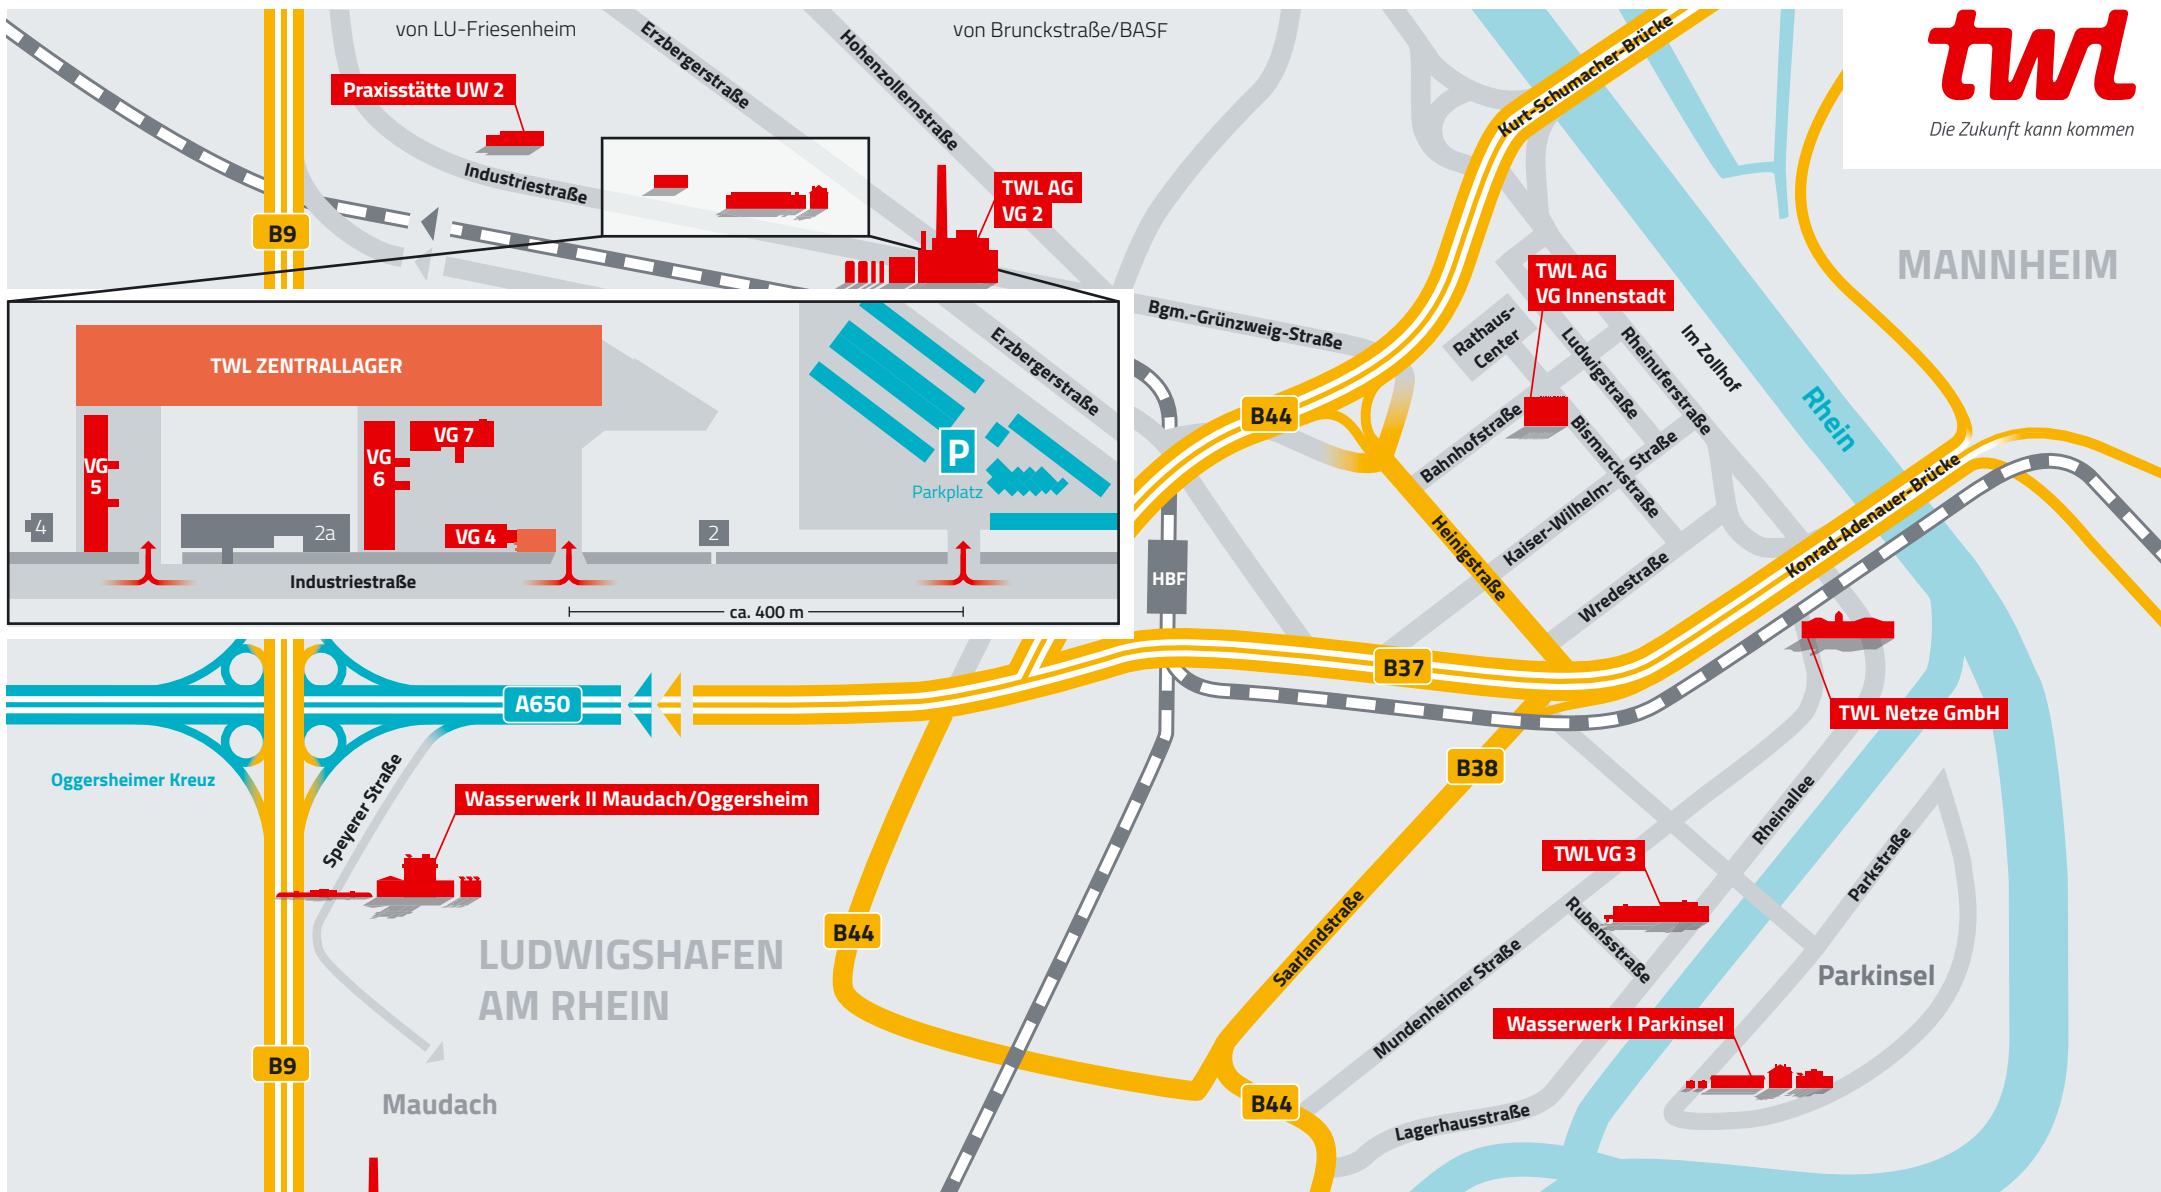 von LU-Friesenheim
von Brunckstraße/BASF
Erzbergerstraße
Hohenzollernstraße
Kurt-Schumacher-Brücke
twl
Die Zukunft kann kommen
Praxisstätte UW 2
Industriestraße
TWL AG
VG 2
B9
MANNHEIM
TWL AG
VG Innenstadt
Bgm.-Grünzweig-Straße
Rathaus-
Center
Ludwigstraße
Rheinuferstraße
Im Zollhof
Rhein
TWL ZENTRALLAGER
Erzbergerstraße
VG
5
VG
6
VG 7
P
Parkplatz
4
2a
VG 4
2
Industriestraße
ca. 400 m
B44
Bahnhofstraße
Bismarckstraße
Kaiser-Wilhelm-
Straße
Heinigstraße
Wredestraße
Konrad-Adenauer-Brücke
HBF
B37
A650
TWL Netze GmbH
Oggersheimer Kreuz
Speyerer Straße
B38
Wasserwerk II Maudach/Oggersheim
Rheinallee
TWL VG 3
Parkstraße
B44
LUDWIGSHAFEN
AM RHEIN
Saarlandstraße
Rubensstraße
Mundenheimer Straße
Parkinsel
Wasserwerk I Parkinsel
B9
Maudach
B44
Lagerhausstraße